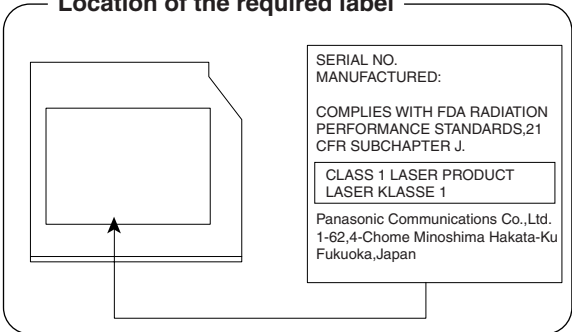 Location of the required label
SERIAL NO.
MANUFACTURED:
COMPLIES WITH FDA RADIATION
PERFORMANCE STANDARDS,21
CFR SUBCHAPTER J.
CLASS 1 LASER PRODUCT
LASER KLASSE 1
Panasonic Communications Co.,Ltd.
1-62,4-Chome Minoshima Hakata-Ku
Fukuoka,Japan